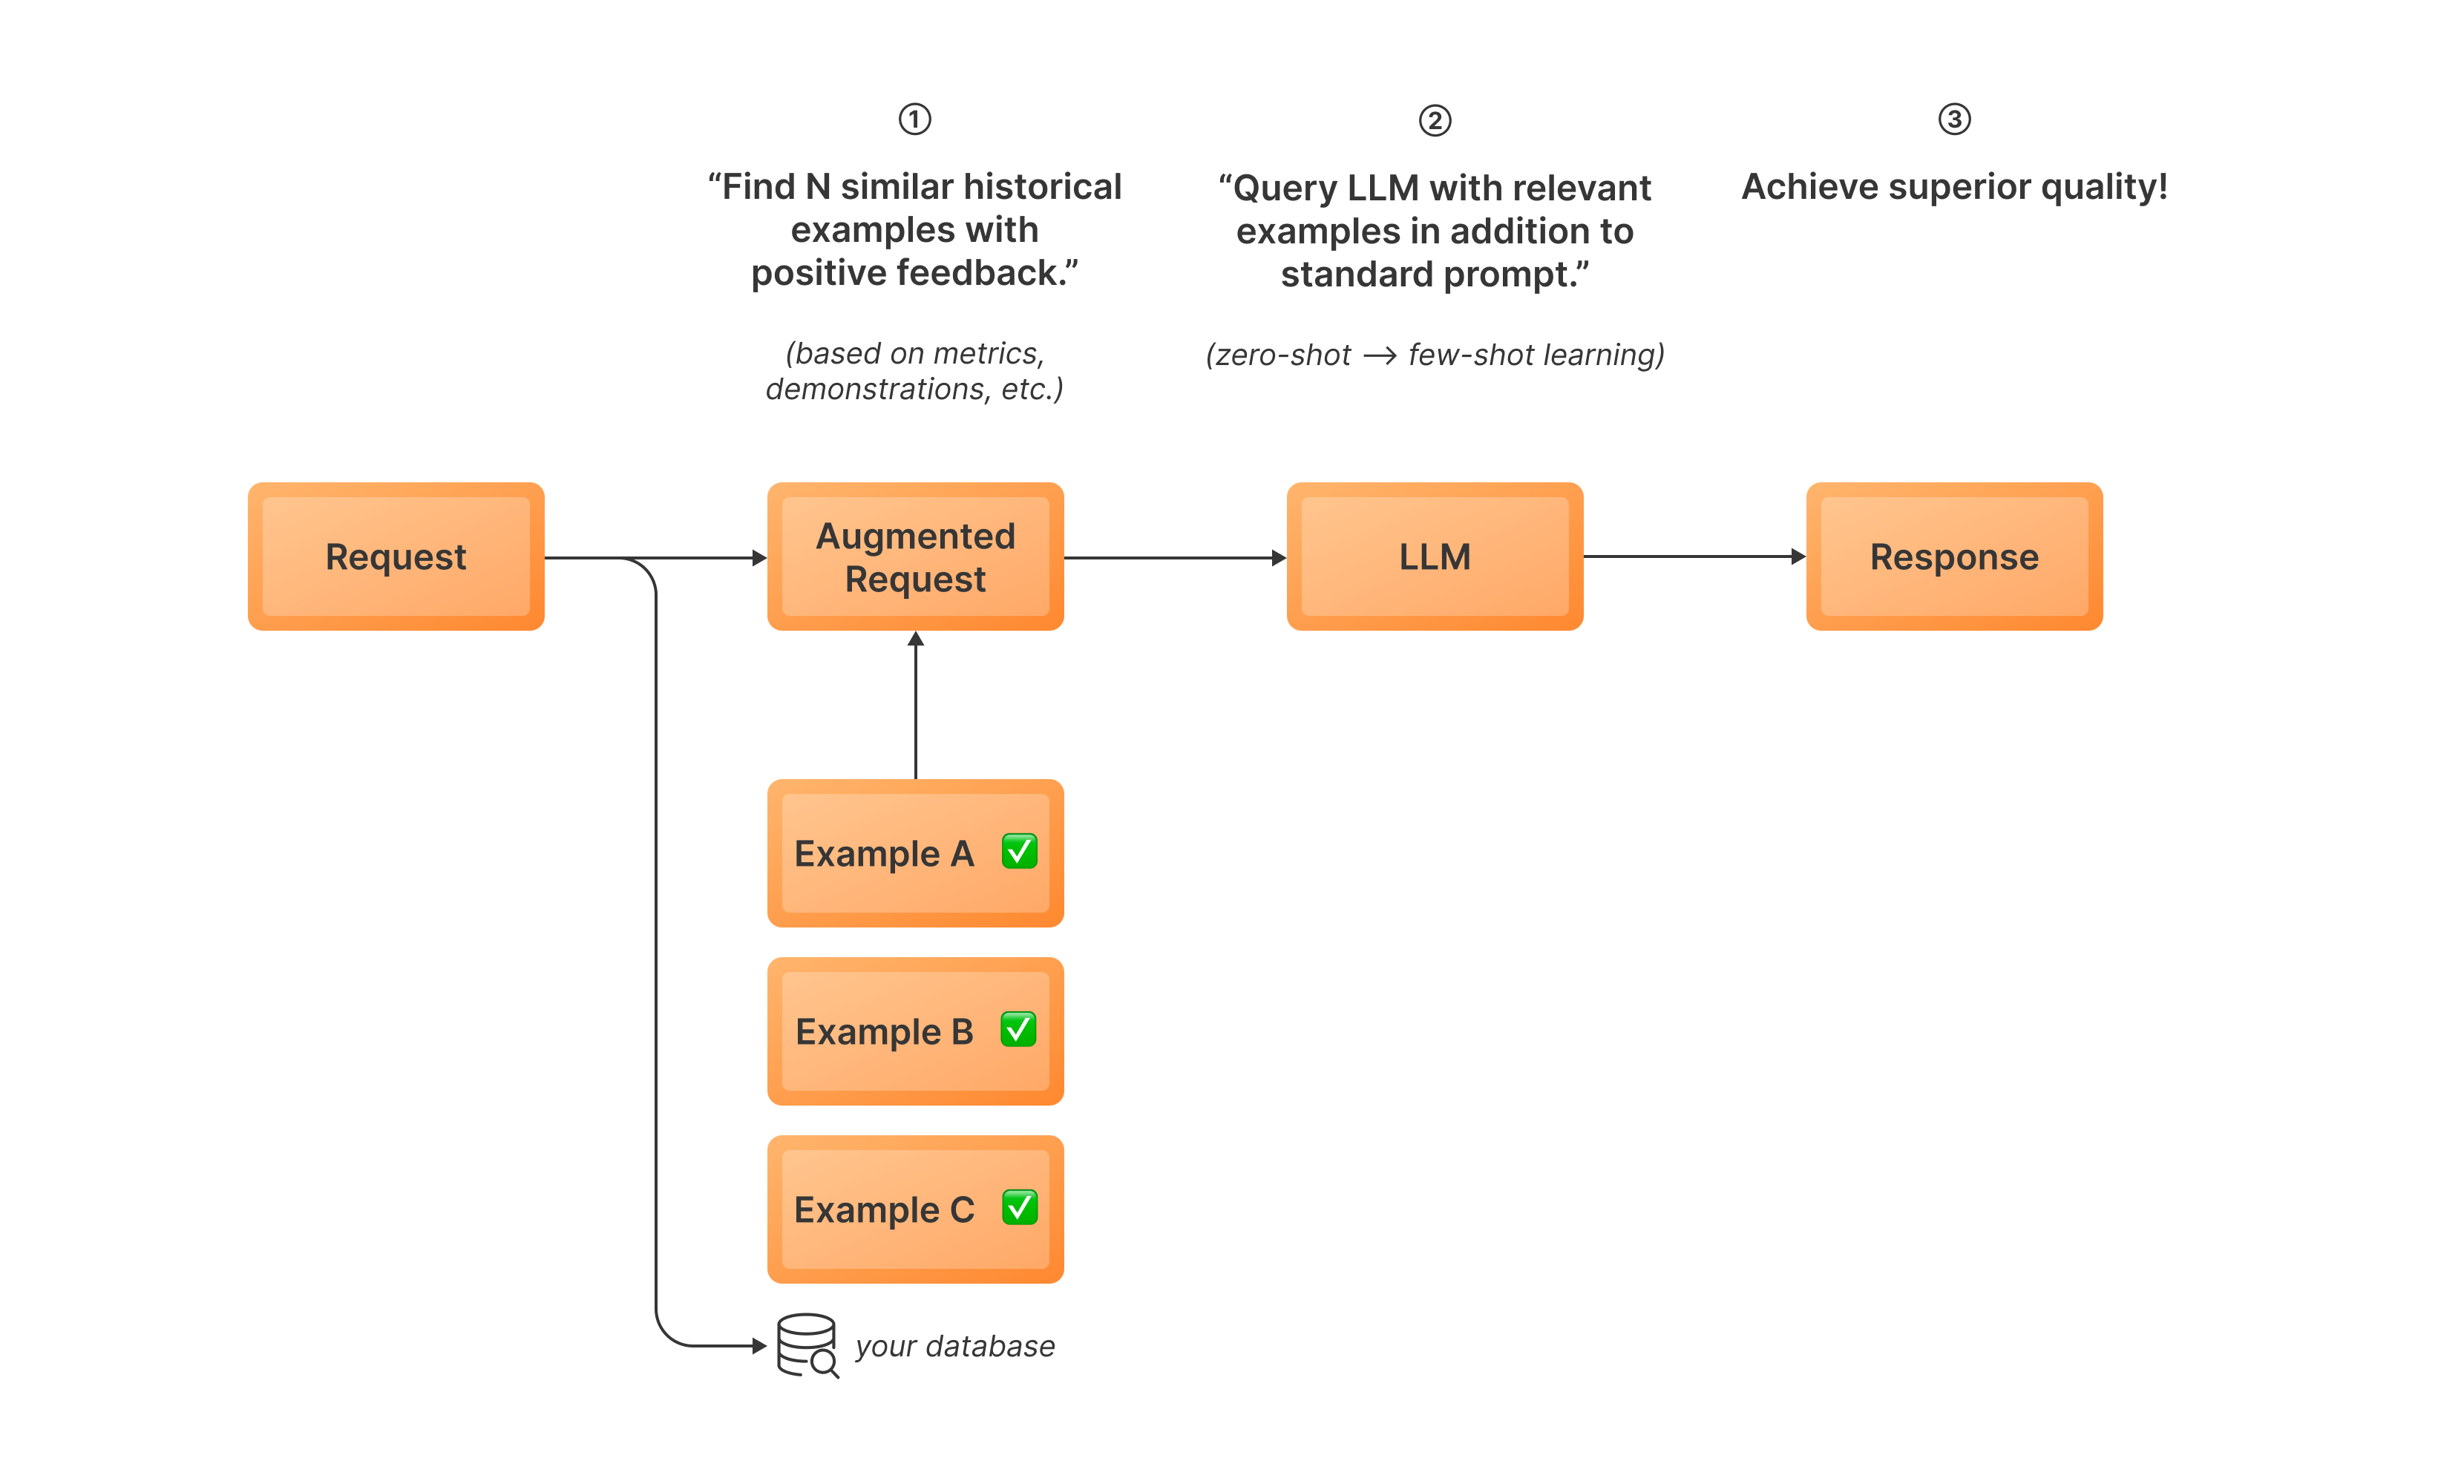 ①
“Find N similar historical
examples with
positive feedback.”
(based on metrics,
demonstrations, etc.)
②
“Query LLM with relevant
examples in addition to
standard prompt.”
(zero-shot ⟶ few-shot learning)
③
Achieve superior quality!
Request
Augmented
Request
LLM
Response
Example A ✅
Example B ✅
Example C ✅
your database